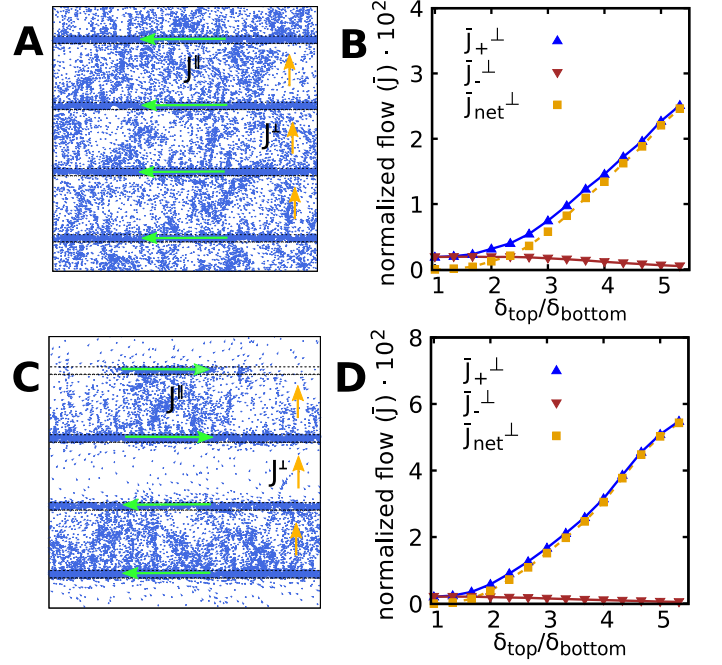 A
J∥
J⊥
B
normalized flow (J̄) · 10²
4
3
2
1
0
J̄₊⊥
J̄₋⊥
J̄net⊥
1 2 3 4 5
δtop/δbottom
C
J∥
J⊥
D
normalized flow (J̄) · 10²
8
6
4
2
0
J̄₊⊥
J̄₋⊥
J̄net⊥
1 2 3 4 5
δtop/δbottom